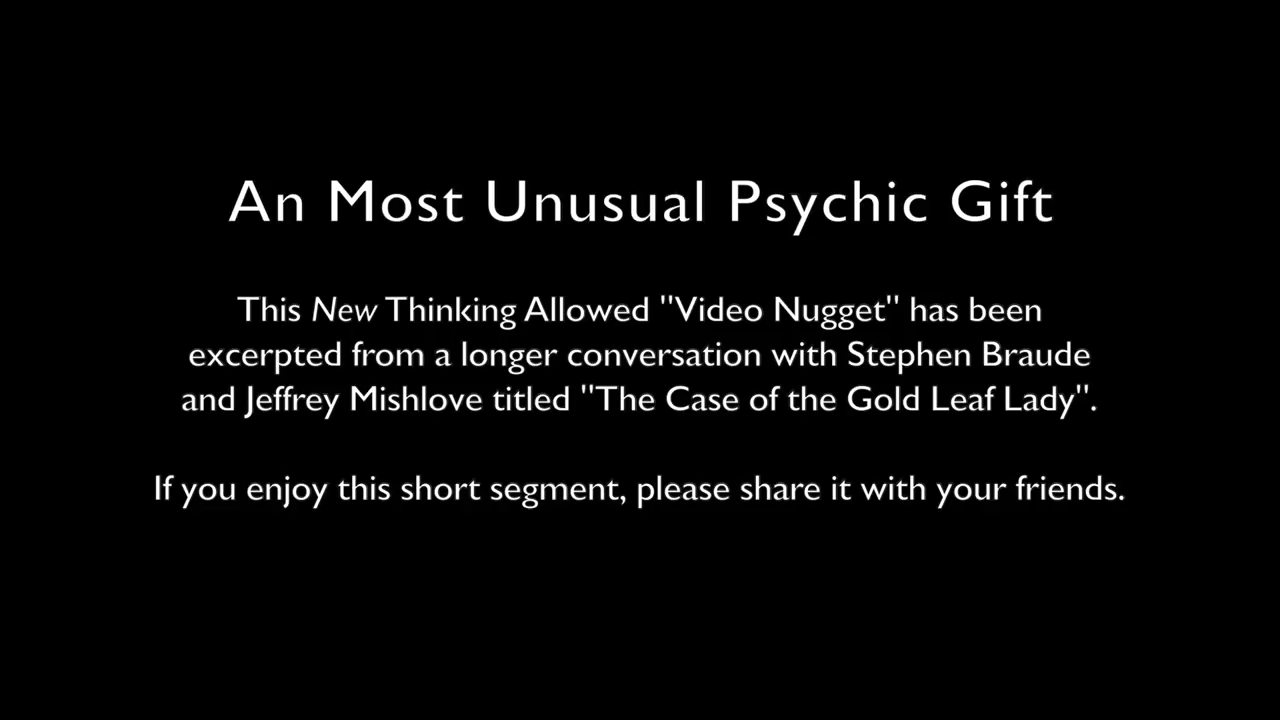 An Most Unusual Psychic Gift
This New Thinking Allowed "Video Nugget" has been
excerpted from a longer conversation with Stephen Braude
and Jeffrey Mishlove titled "The Case of the Gold Leaf Lady".
If you enjoy this short segment, please share it with your friends.